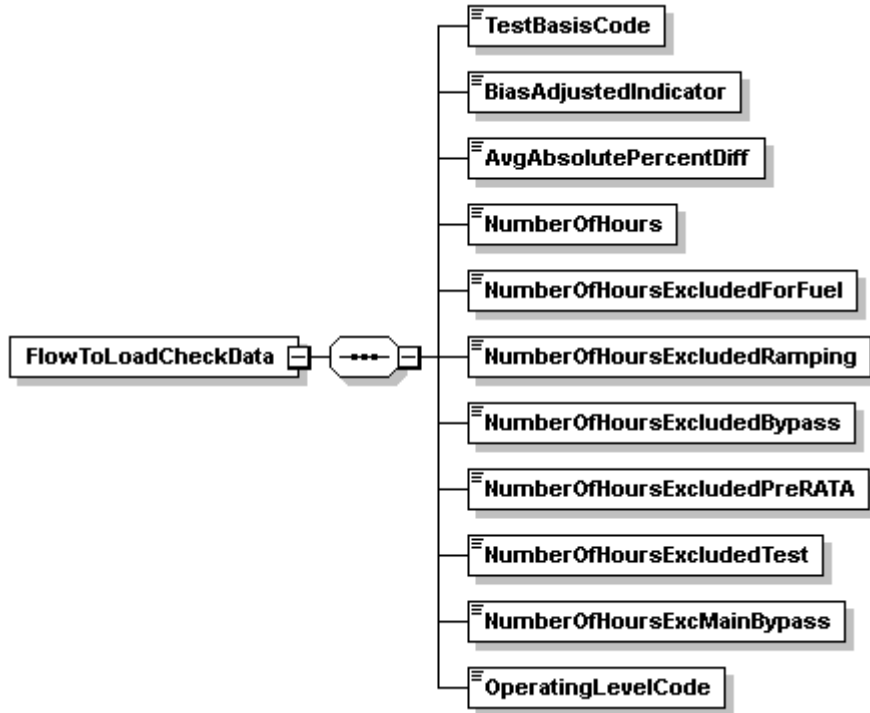 TestBasisCode
BiasAdjustedIndicator
AvgAbsolutePercentDiff
NumberOfHours
NumberOfHoursExcludedForFuel
FlowToLoadCheckData
NumberOfHoursExcludedRamping
NumberOfHoursExcludedBypass
NumberOfHoursExcludedPreRATA
NumberOfHoursExcludedTest
NumberOfHoursExcMainBypass
OperatingLevelCode